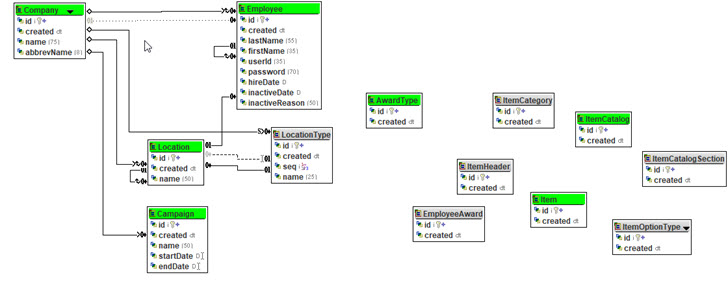 Company
id i
created dt
name (75)
abbrevName (8)
Employee
id i
created dt
lastName (55)
firstName (35)
userId (35)
password (70)
hireDate D
inactiveDate D
inactiveReason (50)
Location
id i
created dt
name (50)
LocationType
id i
created dt
seq
name (25)
Campaign
id i
created dt
name (50)
startDate D
endDate D
AwardType
id i
created dt
ItemCategory
id i
created dt
ItemCatalog
id i
created dt
ItemCatalogSection
id i
created dt
ItemHeader
id i
created dt
Item
id i
created dt
EmployeeAward
id i
created dt
ItemOptionType
id i
created dt